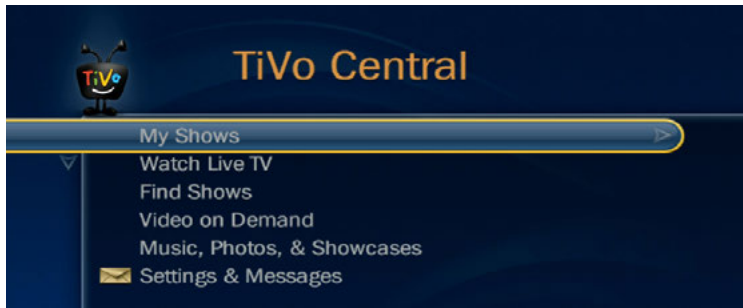 TiVo
TiVo Central
My Shows
Watch Live TV
Find Shows
Video on Demand
Music, Photos, & Showcases
Settings & Messages